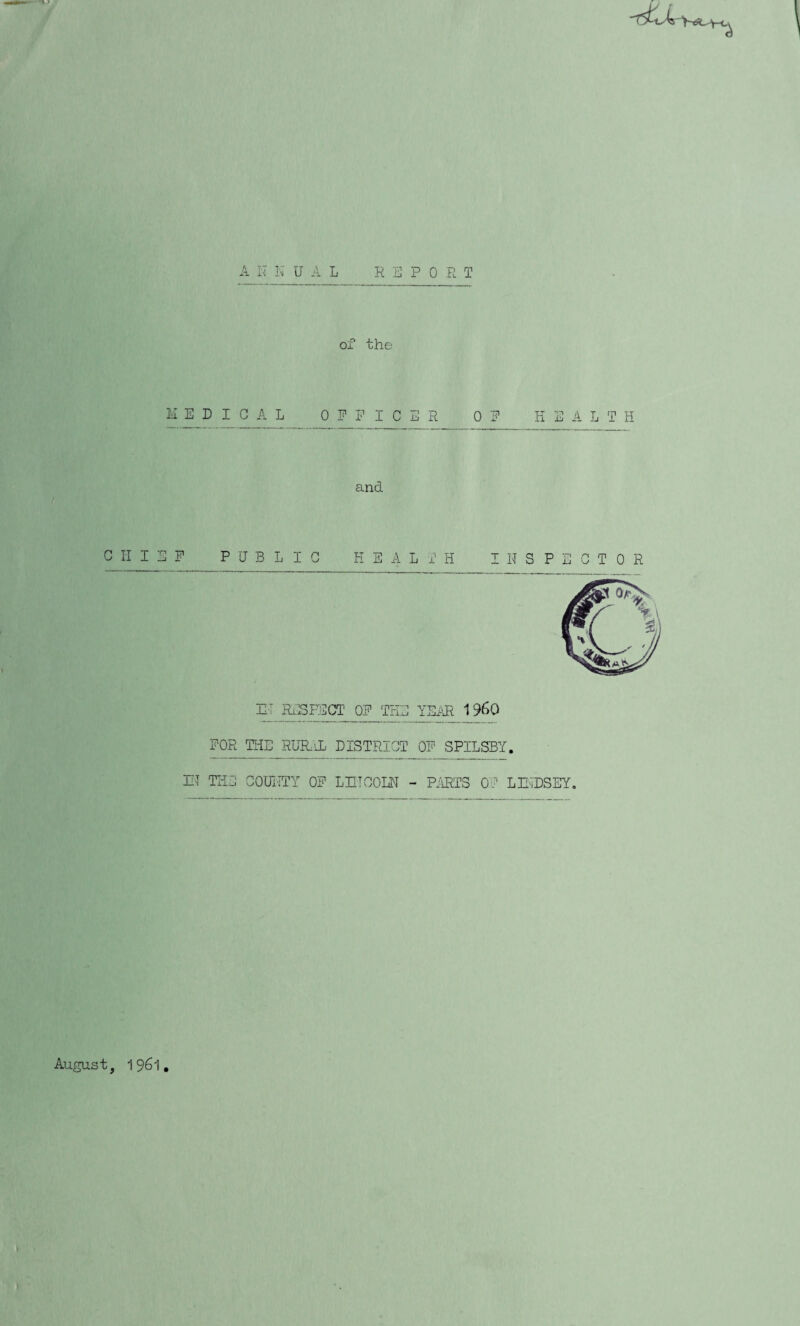 Library
ANNUAL REPORT
of the
MEDICAL OFFICER OF HEALTH
and
CHIEF PUBLIC HEALTH INSPECTOR
C
IN RESPECT OF THE YEAR 1960
FOR THE RURAL DISTRICT OF SPILSBY.
IN THE COUNTY OF LINCOLN - PARTS OF LINDSEY.
August, 1961.